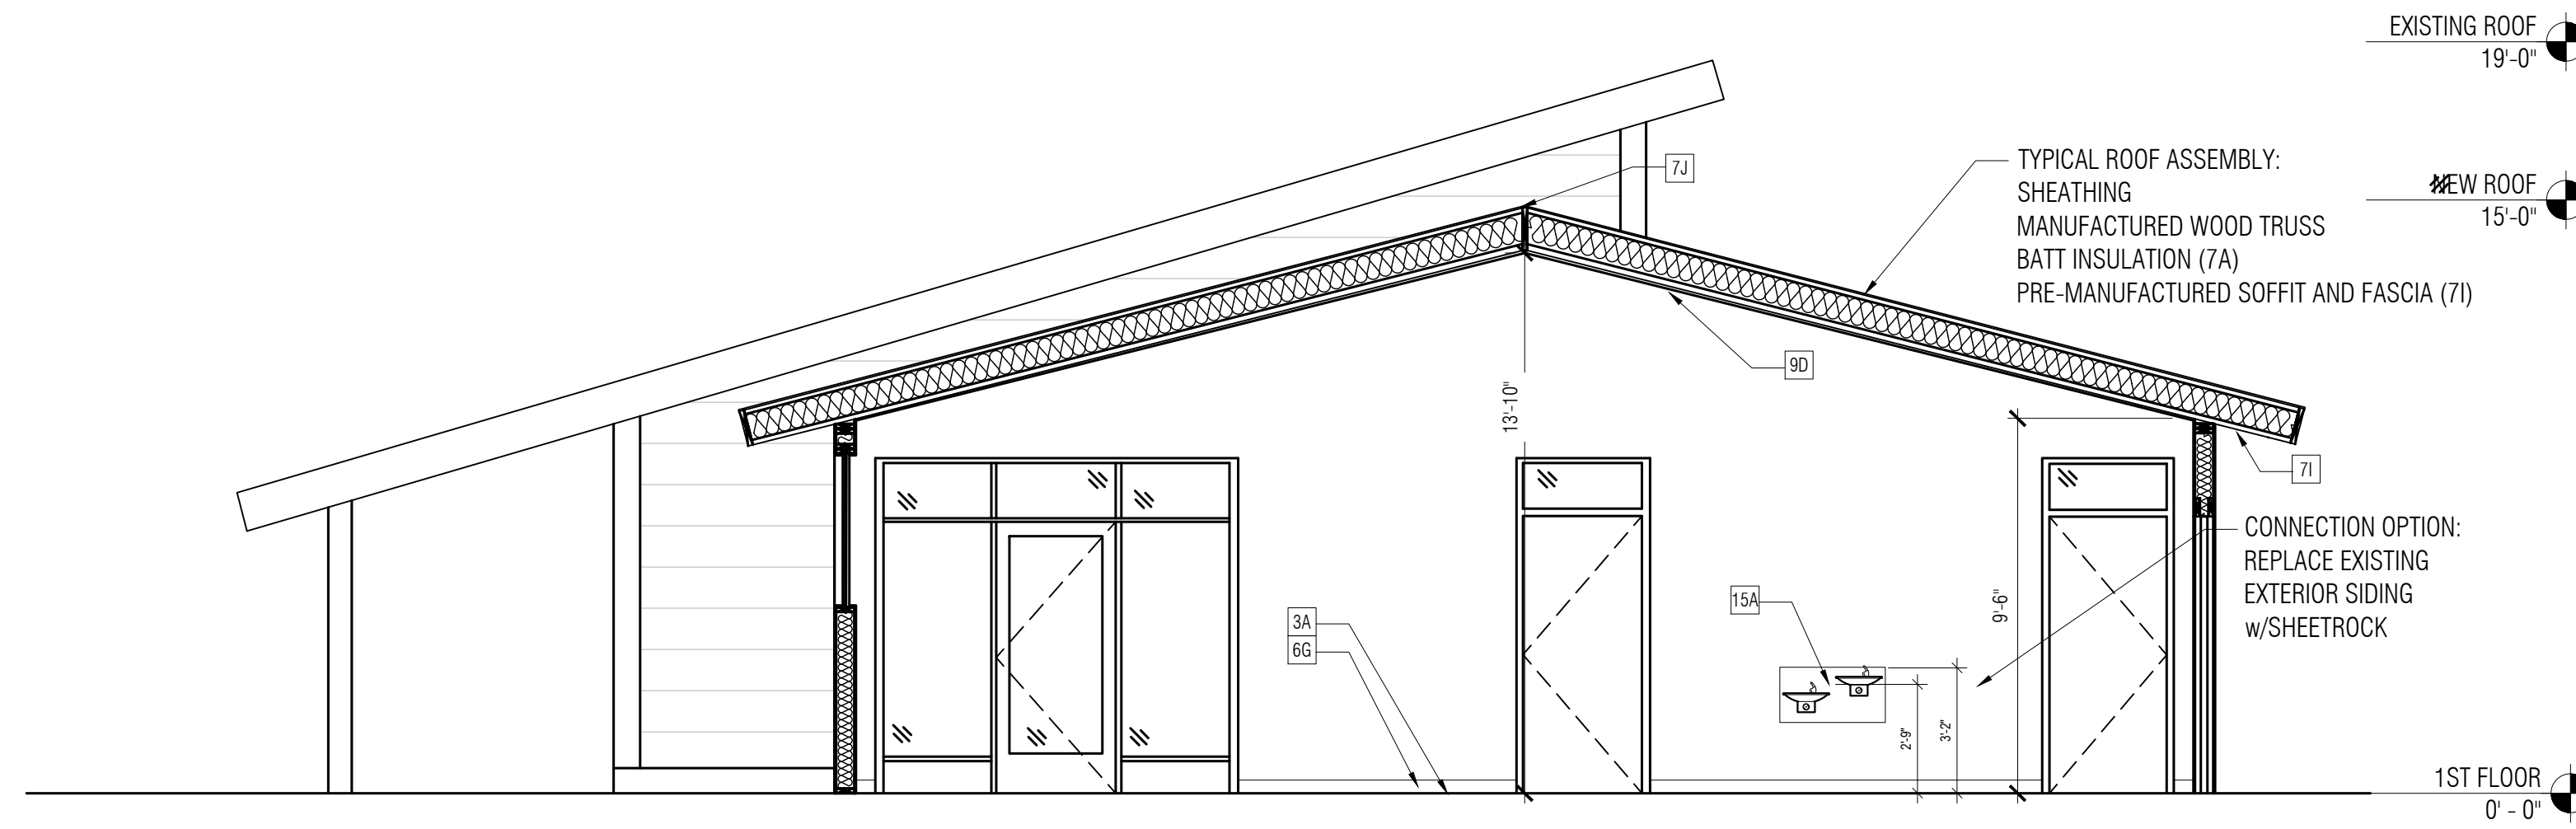 EXISTING ROOF
19'-0"
7J
TYPICAL ROOF ASSEMBLY:
SHEATHING
MANUFACTURED WOOD TRUSS
BATT INSULATION (7A)
PRE-MANUFACTURED SOFFIT AND FASCIA (7I)
NEW ROOF
15'-0"
9D
13'-10"
7I
CONNECTION OPTION:
REPLACE EXISTING
EXTERIOR SIDING
w/SHEETROCK
9'-6"
15A
3A
6G
2'-9"
3'-2"
1ST FLOOR
0' - 0"